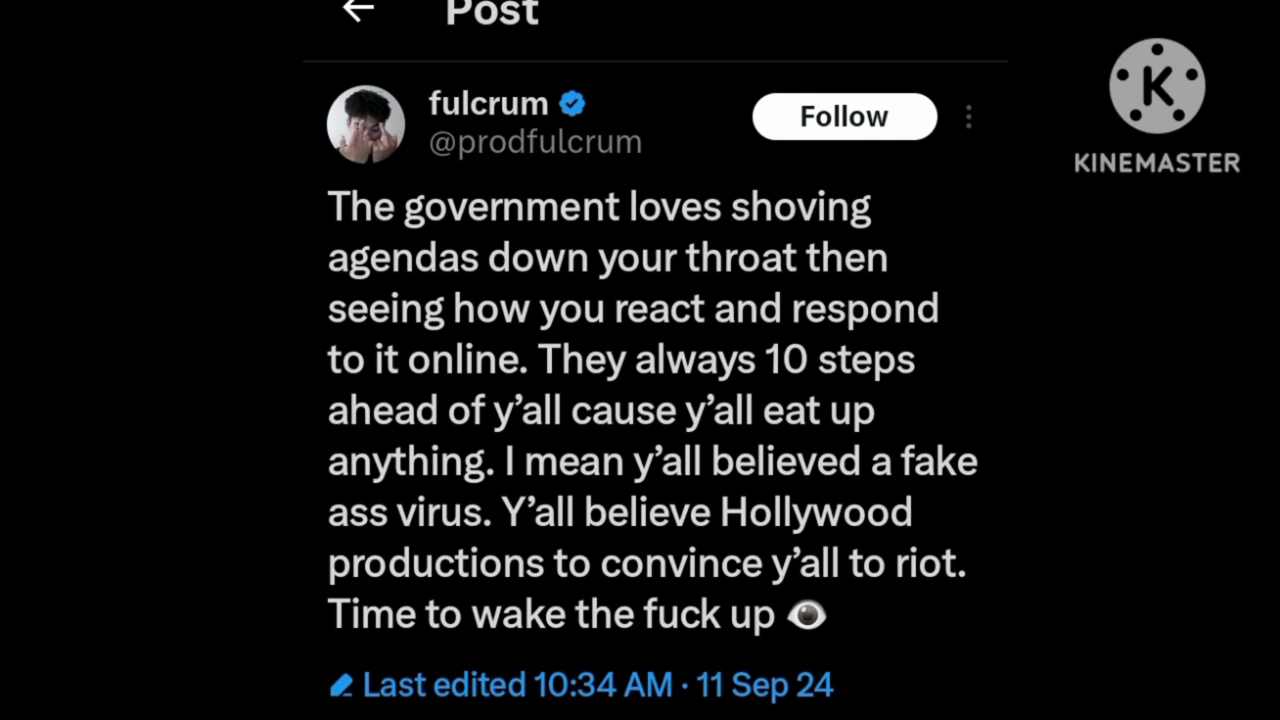 Post
fulcrum
Follow
@prodfulcrum
K
KINEMASTER
The government loves shoving
agendas down your throat then
seeing how you react and respond
to it online. They always 10 steps
ahead of y’all cause y’all eat up
anything. I mean y’all believed a fake
ass virus. Y’all believe Hollywood
productions to convince y’all to riot.
Time to wake the fuck up 👁️
Last edited 10:34 AM · 11 Sep 24